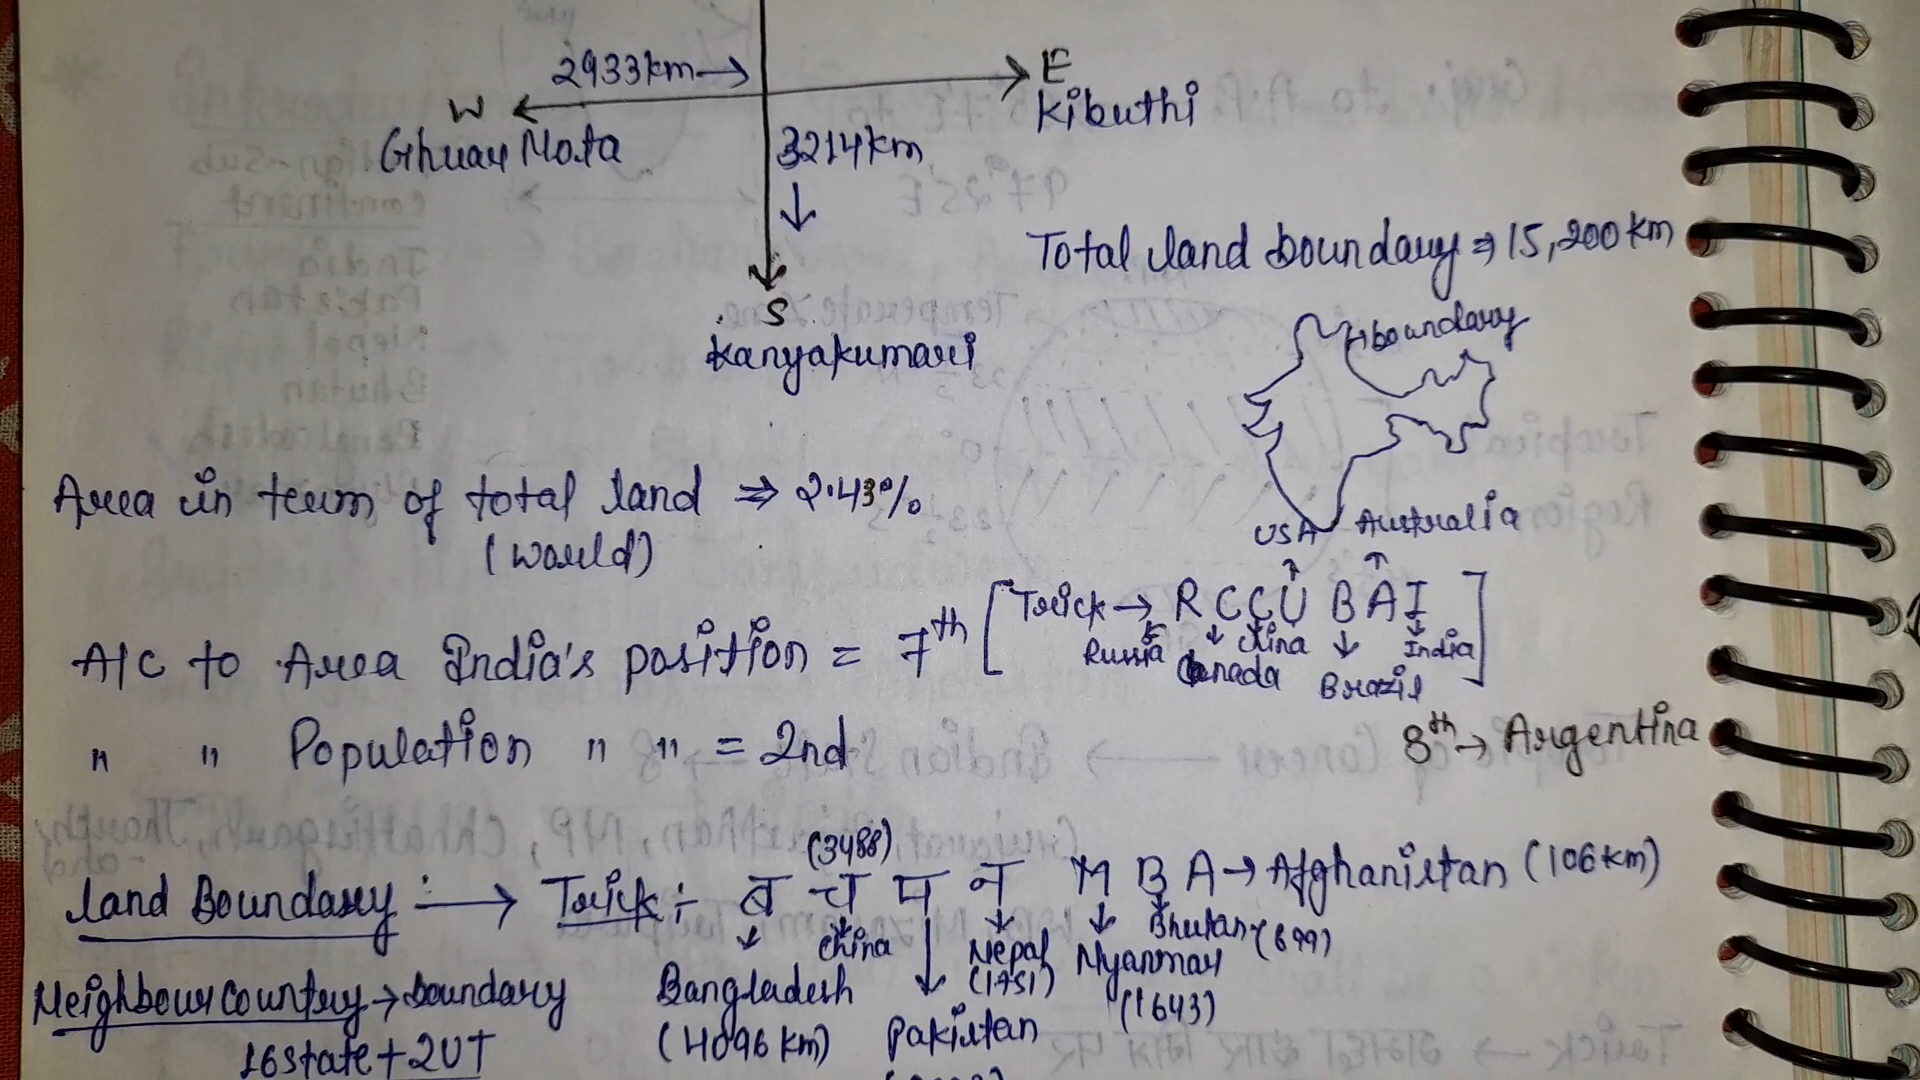 2933km→
W
E
Kibuthi
Ghuar Mota
3214km
↓
Total land boundary ⇒ 15,200 km
S
Kanyakumari
boundary
Area in term of total land ⇒ 2.43%
(world)
USA Australia
A/C to Area India's position = 7th [Trick → R C C U B A I]
Russia Canada China Brazil India
" " Population " " = 2nd
8th → Argentina
(3488)
land Boundary :→ Trick :- ब च प न M B A → Afghanistan (106 km)
China Nepal Bhutan (699)
(1751) Myanmar
Neighbour country → boundary Bangladesh
(1643)
16 state + 2UT (4096 km) Pakistan